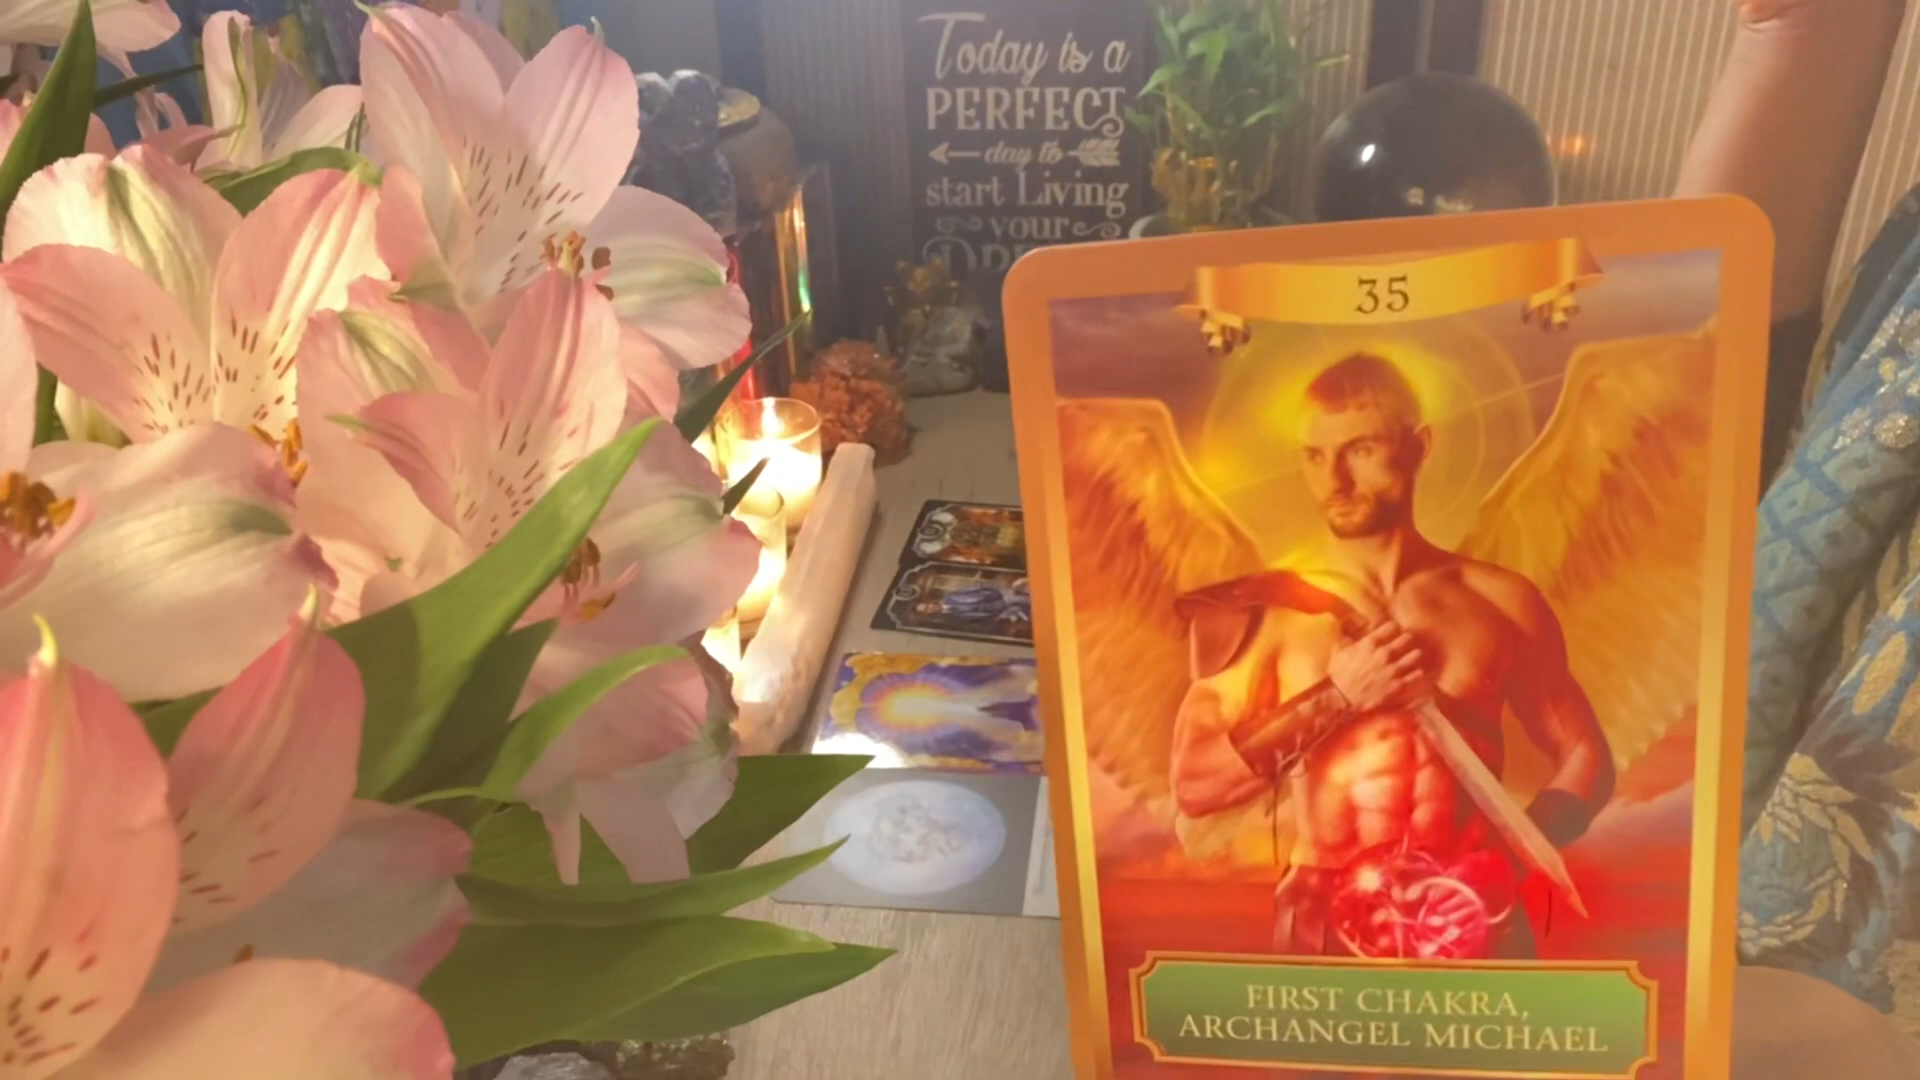 Today is a
PERFECT
day to
start Living
your
35
FIRST CHAKRA,
ARCHANGEL MICHAEL